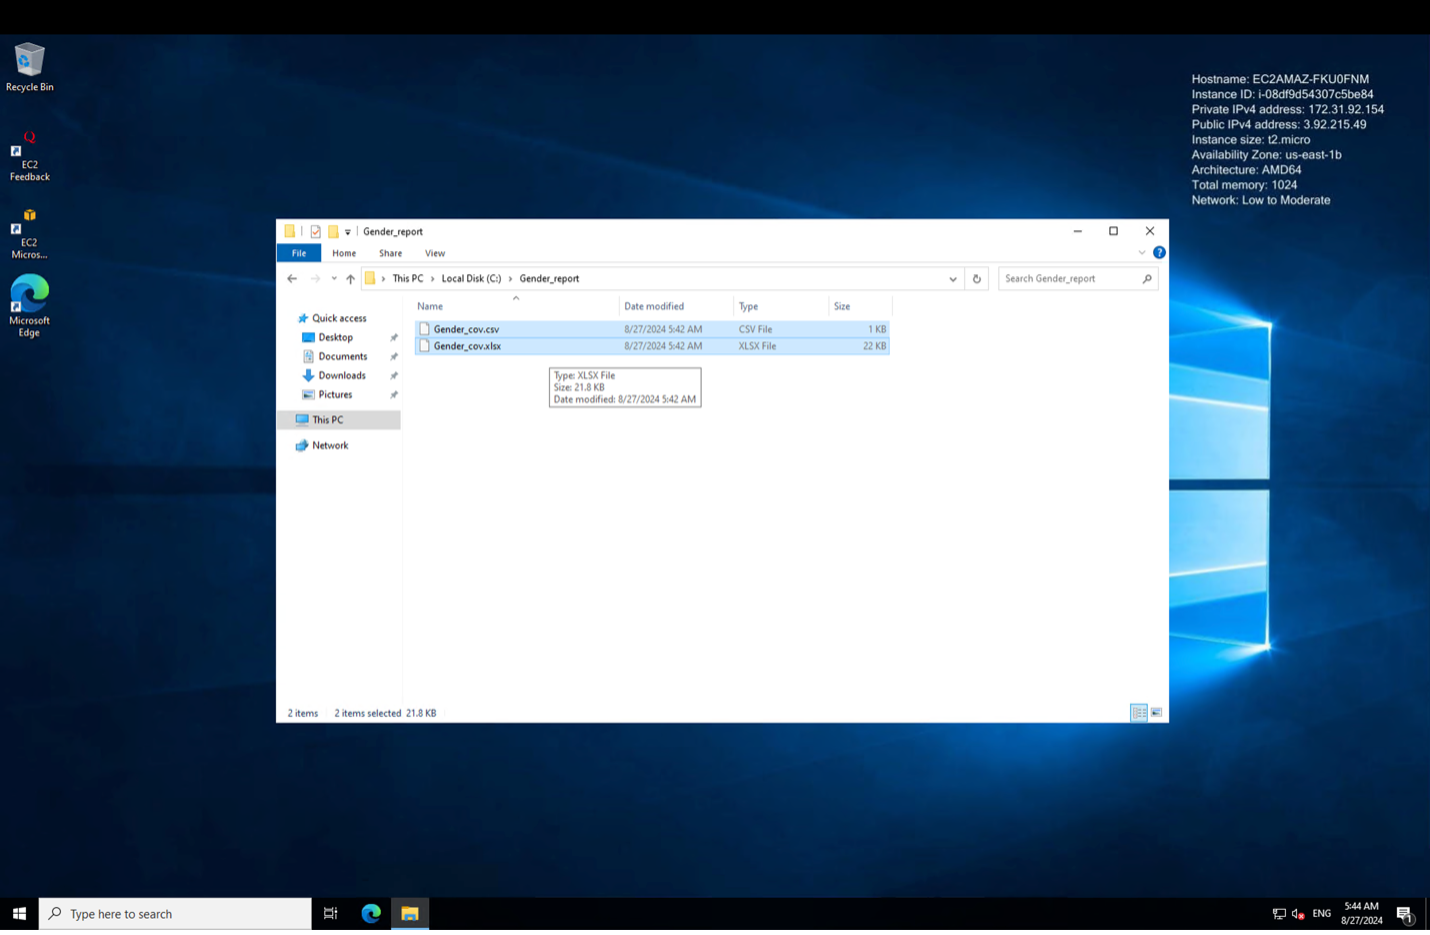 Recycle Bin
EC2
Feedback
EC2
Micros...
Microsoft
Edge
Hostname: EC2AMAZ-FKU0FNM
Instance ID: i-08df9d54307c5be84
Private IPv4 address: 172.31.92.154
Public IPv4 address: 3.92.215.49
Instance size: t2.micro
Availability Zone: us-east-1b
Architecture: AMD64
Total memory: 1024
Network: Low to Moderate
Gender_report
File Home Share View
This PC › Local Disk (C:) › Gender_report
Search Gender_report
Name Date modified Type Size
Gender_cov.csv 8/27/2024 5:42 AM CSV File 1 KB
Gender_cov.xlsx 8/27/2024 5:42 AM XLSX File 22 KB
Type: XLSX File
Size: 21.8 KB
Date modified: 8/27/2024 5:42 AM
Quick access
Desktop
Documents
Downloads
Pictures
This PC
Network
2 items 2 items selected 21.8 KB
Type here to search
ENG
5:44 AM
8/27/2024
1